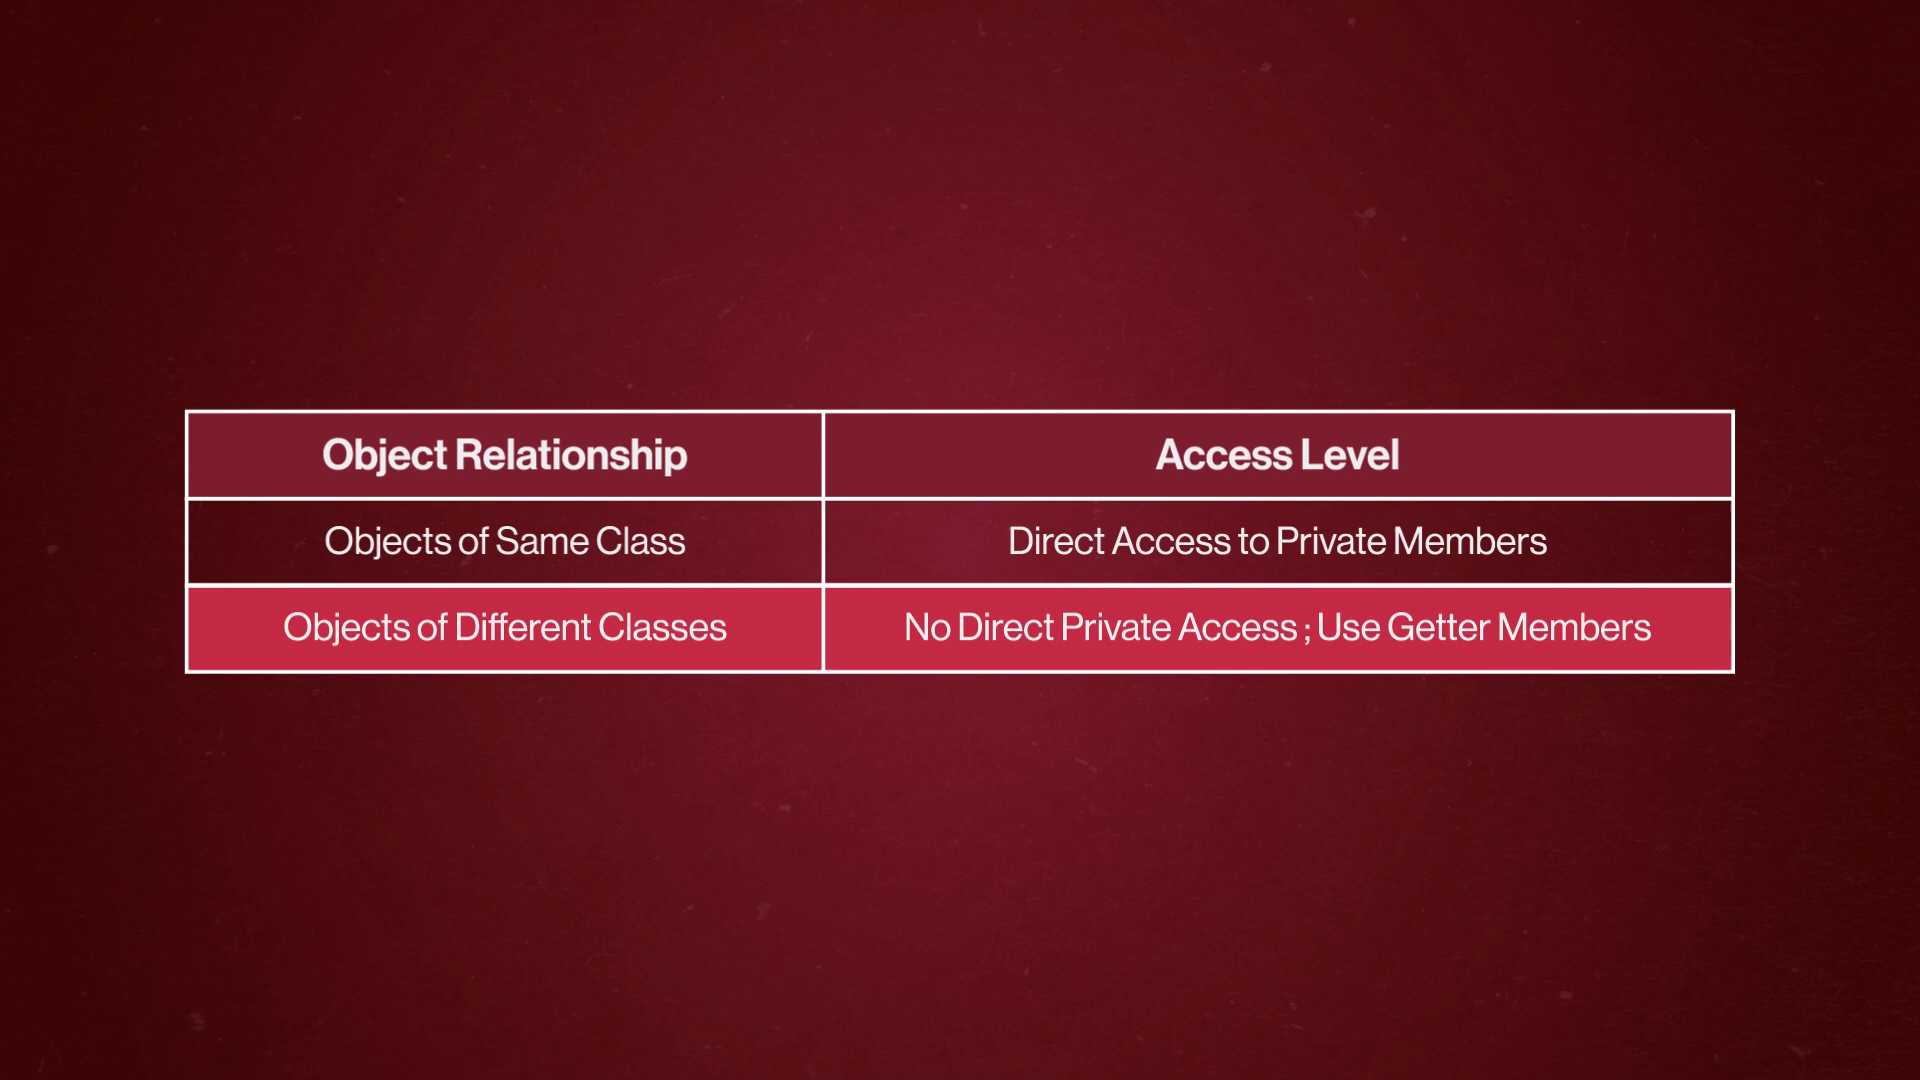 Object Relationship
Access Level
Objects of Same Class
Direct Access to Private Members
Objects of Different Classes
No Direct Private Access ; Use Getter Members